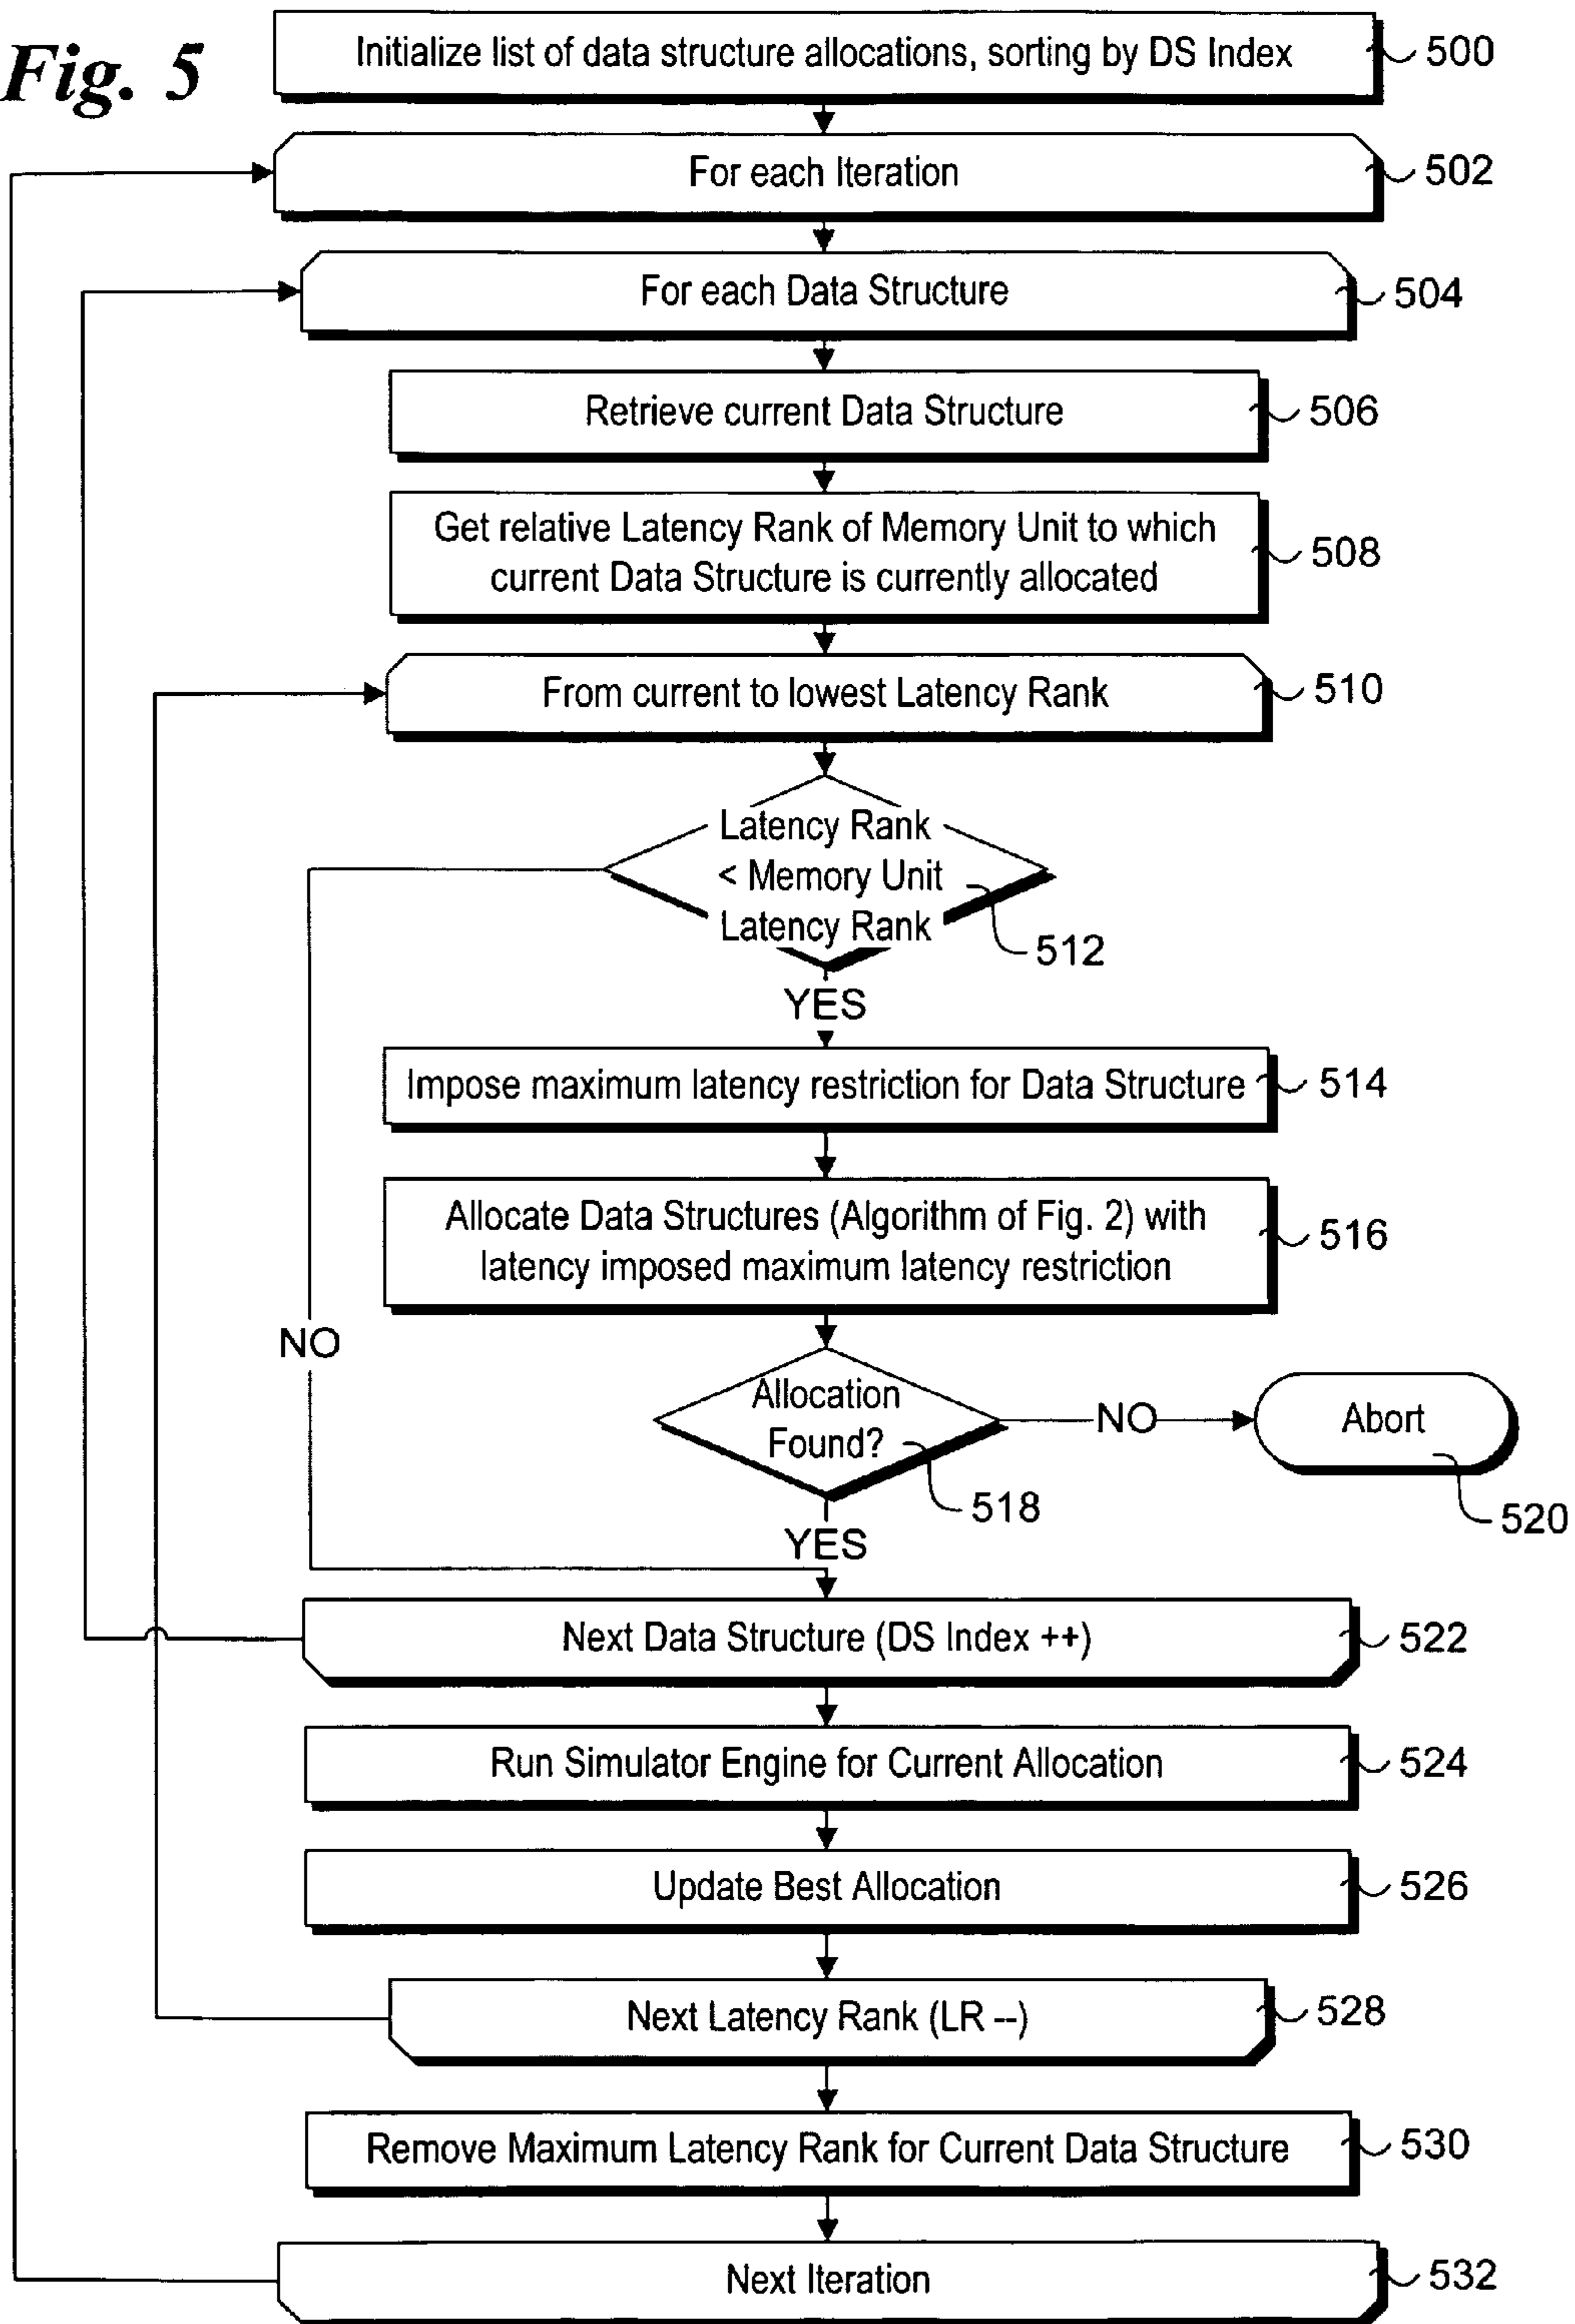 Fig. 5
Initialize list of data structure allocations, sorting by DS Index
500
For each Iteration
502
For each Data Structure
504
Retrieve current Data Structure
506
Get relative Latency Rank of Memory Unit to which
current Data Structure is currently allocated
508
From current to lowest Latency Rank
510
Latency Rank
< Memory Unit
Latency Rank
512
YES
Impose maximum latency restriction for Data Structure
514
Allocate Data Structures (Algorithm of Fig. 2) with
latency imposed maximum latency restriction
516
NO
Allocation
Found?
518
NO
Abort
520
YES
Next Data Structure (DS Index ++)
522
Run Simulator Engine for Current Allocation
524
Update Best Allocation
526
Next Latency Rank (LR --)
528
Remove Maximum Latency Rank for Current Data Structure
530
Next Iteration
532